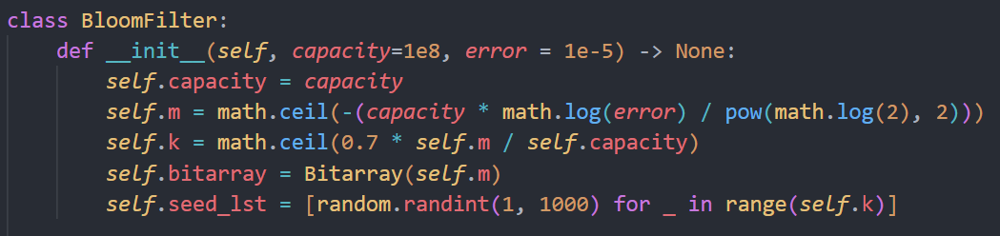 class BloomFilter:
    def __init__(self, capacity=1e8, error = 1e-5) -> None:
        self.capacity = capacity
        self.m = math.ceil(-(capacity * math.log(error) / pow(math.log(2), 2)))
        self.k = math.ceil(0.7 * self.m / self.capacity)
        self.bitarray = Bitarray(self.m)
        self.seed_lst = [random.randint(1, 1000) for _ in range(self.k)]